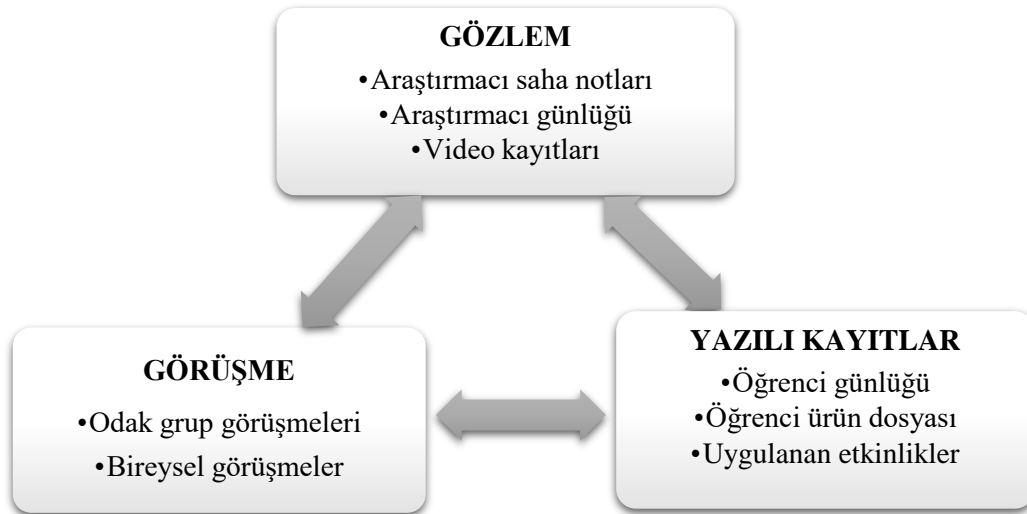 GÖZLEM
•Araştırmacı saha notları
•Araştırmacı günlüğü
•Video kayıtları
GÖRÜŞME
•Odak grup görüşmeleri
•Bireysel görüşmeler
YAZILI KAYITLAR
•Öğrenci günlüğü
•Öğrenci ürün dosyası
•Uygulanan etkinlikler